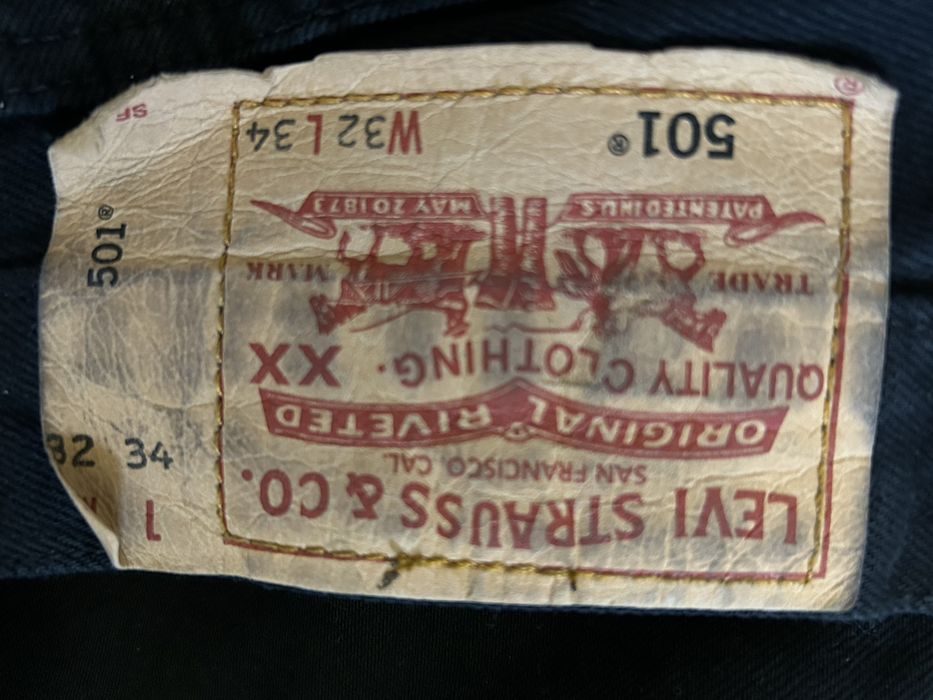 LEVI STRAUSS & CO.
SAN FRANCISCO CAL
ORIGINAL RIVETED
QUALITY CLOTHING. XX
TRADE MARK
PATENTED IN U.S. MAY 20 1873
501® W32 L34
®
SF
501®
32 34
L